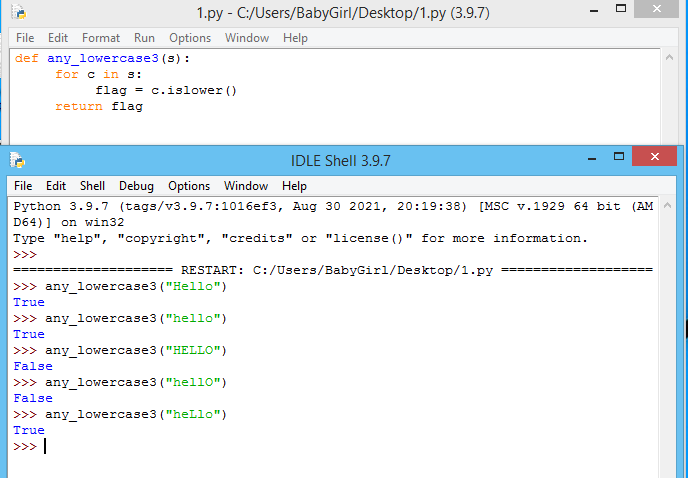 1.py - C:/Users/BabyGirl/Desktop/1.py (3.9.7)
File Edit Format Run Options Window Help
def any_lowercase3(s):
     for c in s:
          flag = c.islower()
     return flag
IDLE Shell 3.9.7
File Edit Shell Debug Options Window Help
Python 3.9.7 (tags/v3.9.7:1016ef3, Aug 30 2021, 20:19:38) [MSC v.1929 64 bit (AM
D64)] on win32
Type "help", "copyright", "credits" or "license()" for more information.
>>>
==================== RESTART: C:/Users/BabyGirl/Desktop/1.py ===================
>>> any_lowercase3("Hello")
True
>>> any_lowercase3("hello")
True
>>> any_lowercase3("HELLO")
False
>>> any_lowercase3("hellO")
False
>>> any_lowercase3("heLlo")
True
>>>